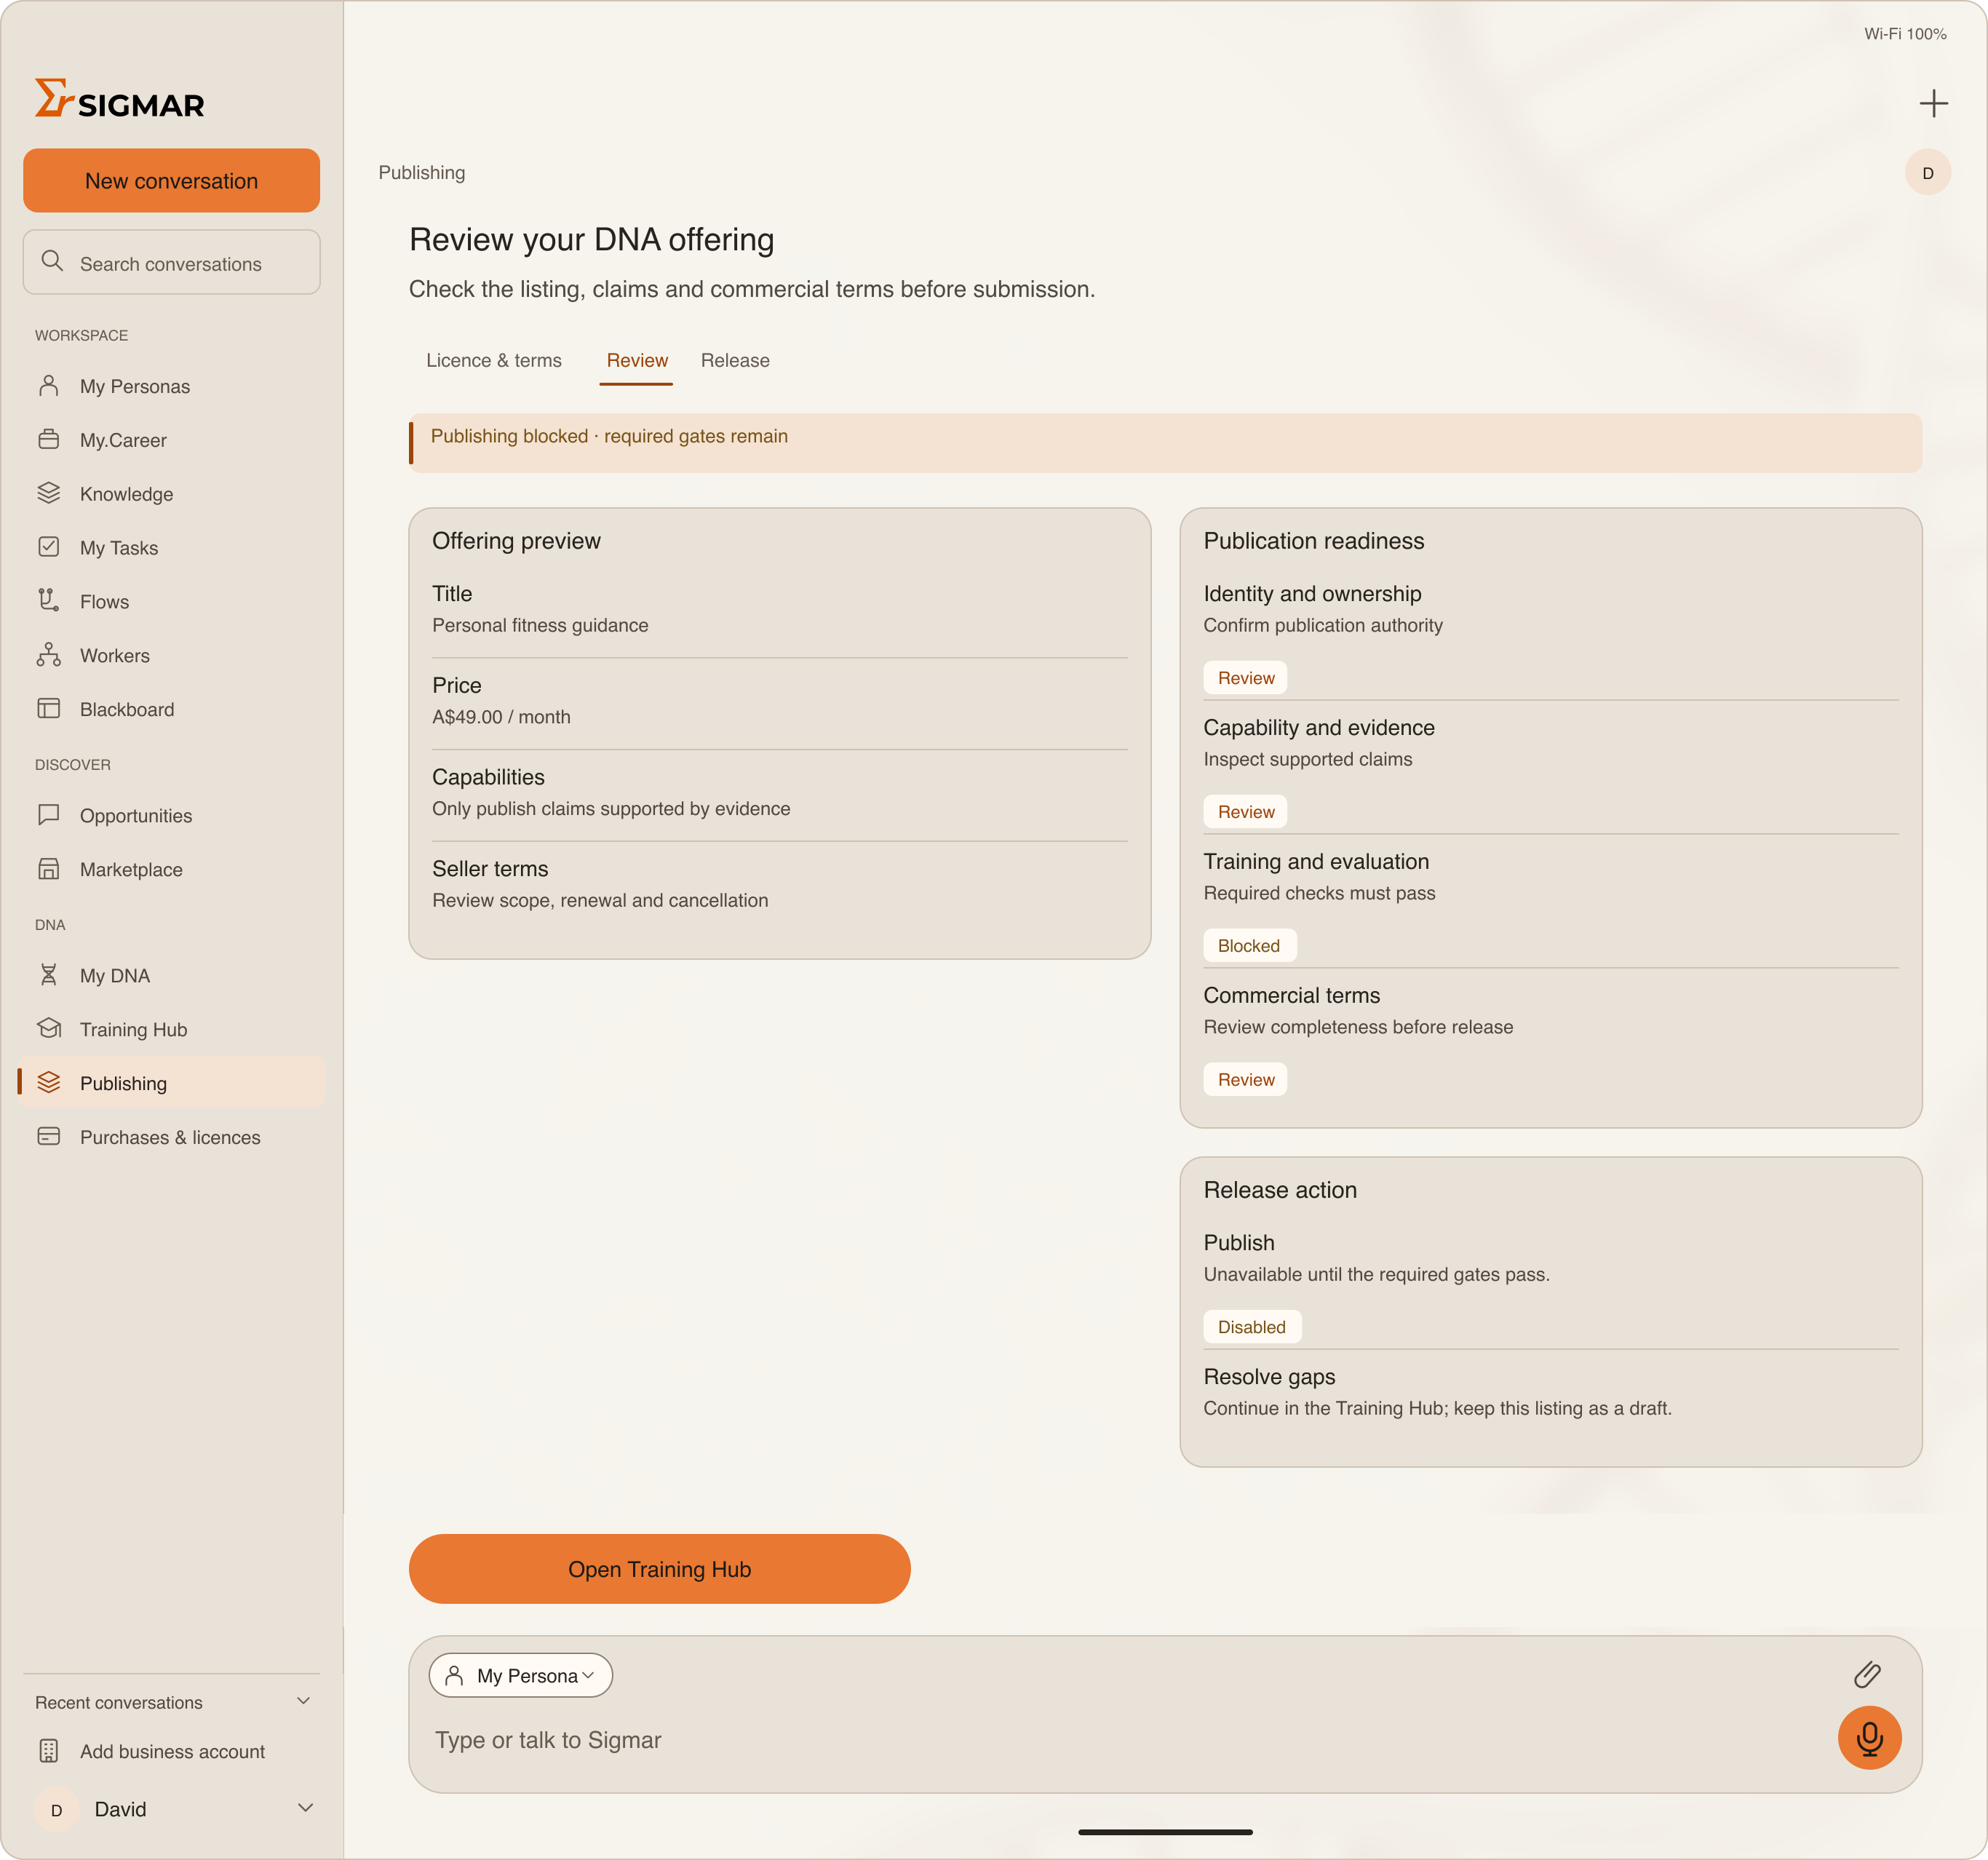 Wi-Fi 100%
Σr SIGMAR
New conversation
Search conversations
WORKSPACE
My Personas
My.Career
Knowledge
My Tasks
Flows
Workers
Blackboard
DISCOVER
Opportunities
Marketplace
DNA
My DNA
Training Hub
Publishing
Purchases & licences
Recent conversations
Add business account
D David
Publishing
D
Review your DNA offering
Check the listing, claims and commercial terms before submission.
Licence & terms Review Release
Publishing blocked · required gates remain
Offering preview
Title
Personal fitness guidance
Price
A$49.00 / month
Capabilities
Only publish claims supported by evidence
Seller terms
Review scope, renewal and cancellation
Publication readiness
Identity and ownership
Confirm publication authority
Review
Capability and evidence
Inspect supported claims
Review
Training and evaluation
Required checks must pass
Blocked
Commercial terms
Review completeness before release
Review
Release action
Publish
Unavailable until the required gates pass.
Disabled
Resolve gaps
Continue in the Training Hub; keep this listing as a draft.
Open Training Hub
My Persona
Type or talk to Sigmar